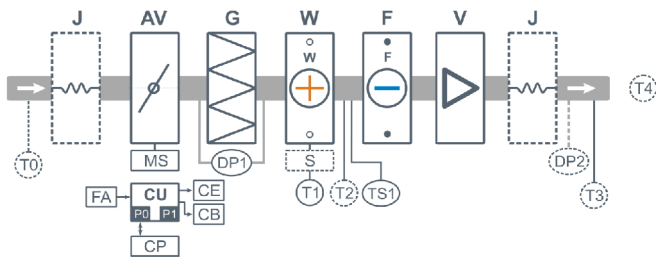 J AV G W F V J
W F
T0 MS DP1 S T1 T2 TS1 DP2 T3 T4
FA CU CE
P0 P1 CB
CP